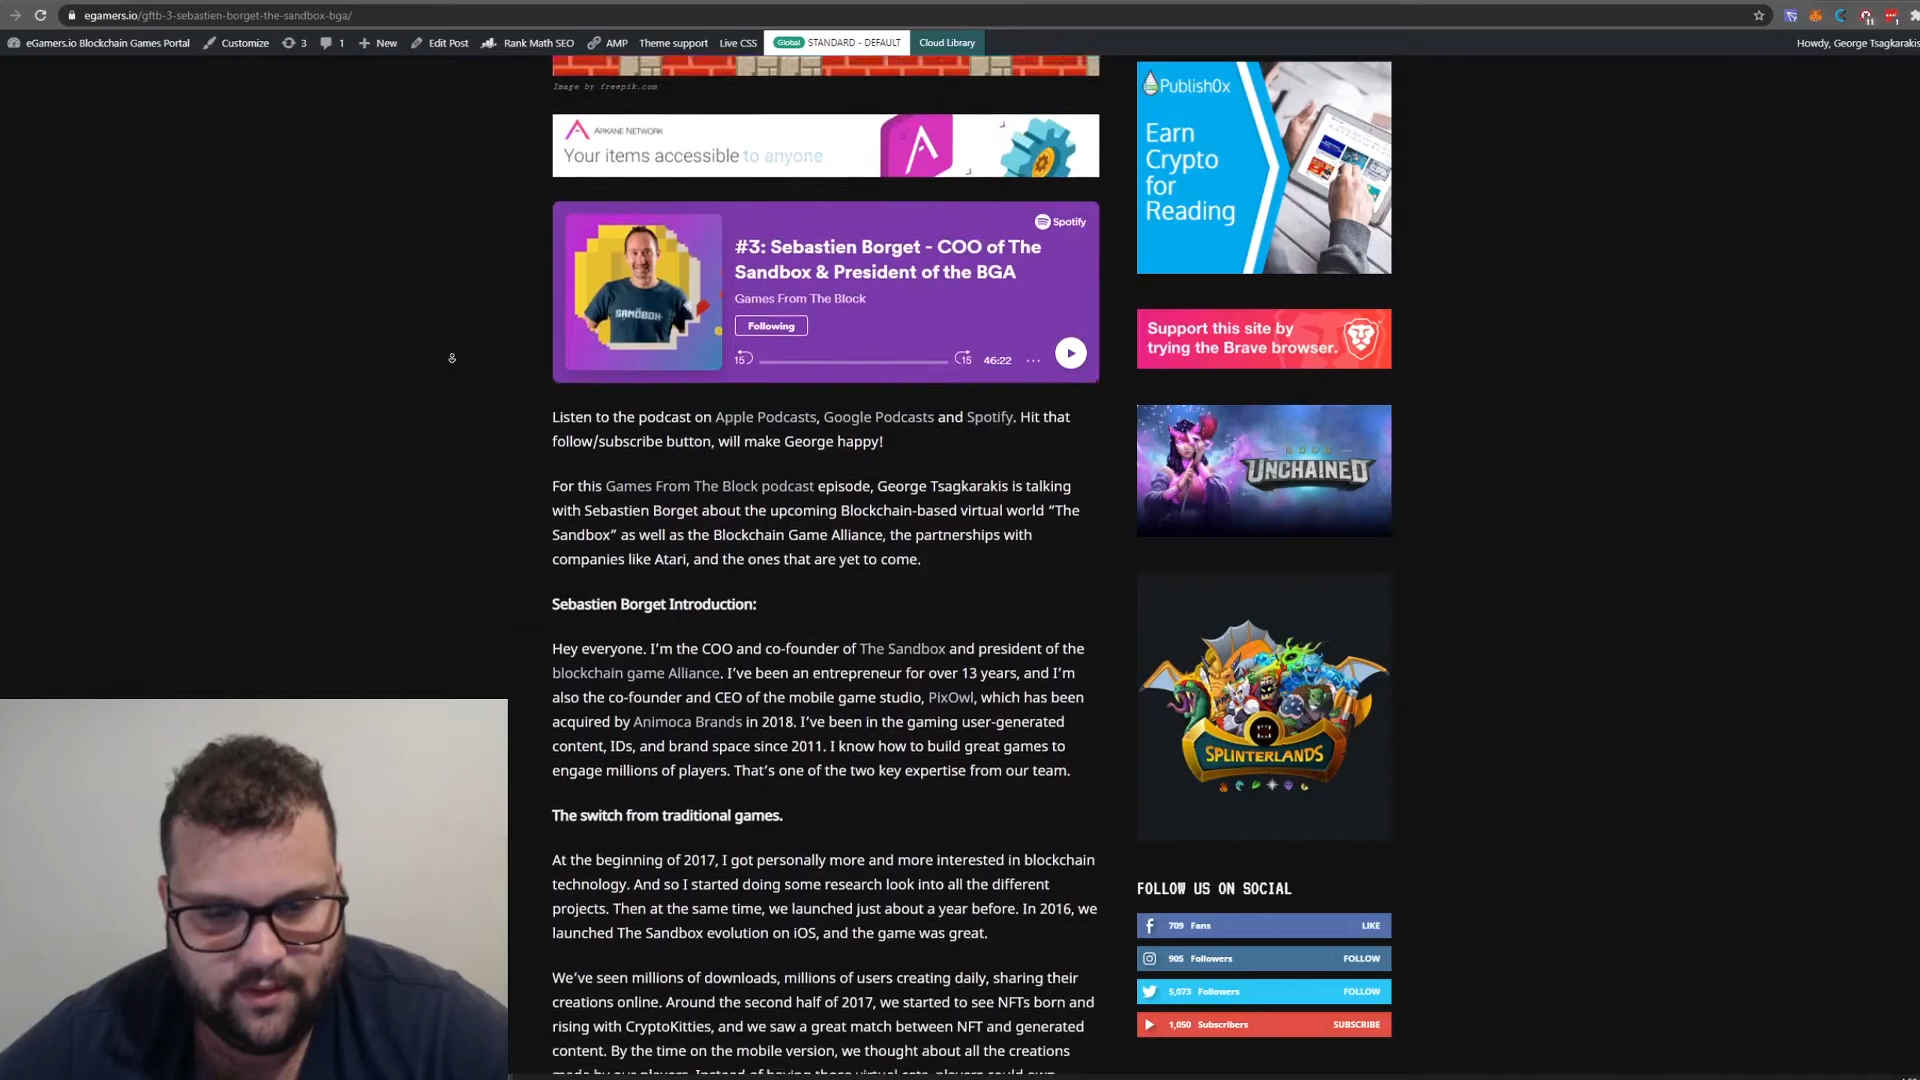 egamers.io/gftb-3-sebastien-borget-the-sandbox-bga/
eGamers.io Blockchain Games Portal
Customize
3
1
New
Edit Post
Rank Math SEO
AMP
Theme support
Live CSS
Global
STANDARD - DEFAULT
Cloud Library
Howdy, George Tsagkarakis
Image by freepik.com
ARKANE NETWORK
Your items accessible to anyone
Spotify
#3: Sebastien Borget - COO of The
Sandbox & President of the BGA
Games From The Block
Following
SANDBOX
15
15
46:22
Listen to the podcast on Apple Podcasts, Google Podcasts and Spotify. Hit that
follow/subscribe button, will make George happy!
For this Games From The Block podcast episode, George Tsagkarakis is talking
with Sebastien Borget about the upcoming Blockchain-based virtual world “The
Sandbox” as well as the Blockchain Game Alliance, the partnerships with
companies like Atari, and the ones that are yet to come.
Sebastien Borget Introduction:
Hey everyone. I’m the COO and co-founder of The Sandbox and president of the
blockchain game Alliance. I’ve been an entrepreneur for over 13 years, and I’m
also the co-founder and CEO of the mobile game studio, PixOwl, which has been
acquired by Animoca Brands in 2018. I’ve been in the gaming user-generated
content, IDs, and brand space since 2011. I know how to build great games to
engage millions of players. That’s one of the two key expertise from our team.
The switch from traditional games.
At the beginning of 2017, I got personally more and more interested in blockchain
technology. And so I started doing some research look into all the different
projects. Then at the same time, we launched just about a year before. In 2016, we
launched The Sandbox evolution on iOS, and the game was great.
We’ve seen millions of downloads, millions of users creating daily, sharing their
creations online. Around the second half of 2017, we started to see NFTs born and
rising with CryptoKitties, and we saw a great match between NFT and generated
content. By the time on the mobile version, we thought about all the creations
made by our players. Instead of having those virtual sets, players could own
Publish0x
Earn
Crypto
for
Reading
Support this site by
trying the Brave browser.
GODS
UNCHAINED
SPLINTERLANDS
FOLLOW US ON SOCIAL
709 Fans
LIKE
905 Followers
FOLLOW
5,073 Followers
FOLLOW
1,050 Subscribers
SUBSCRIBE